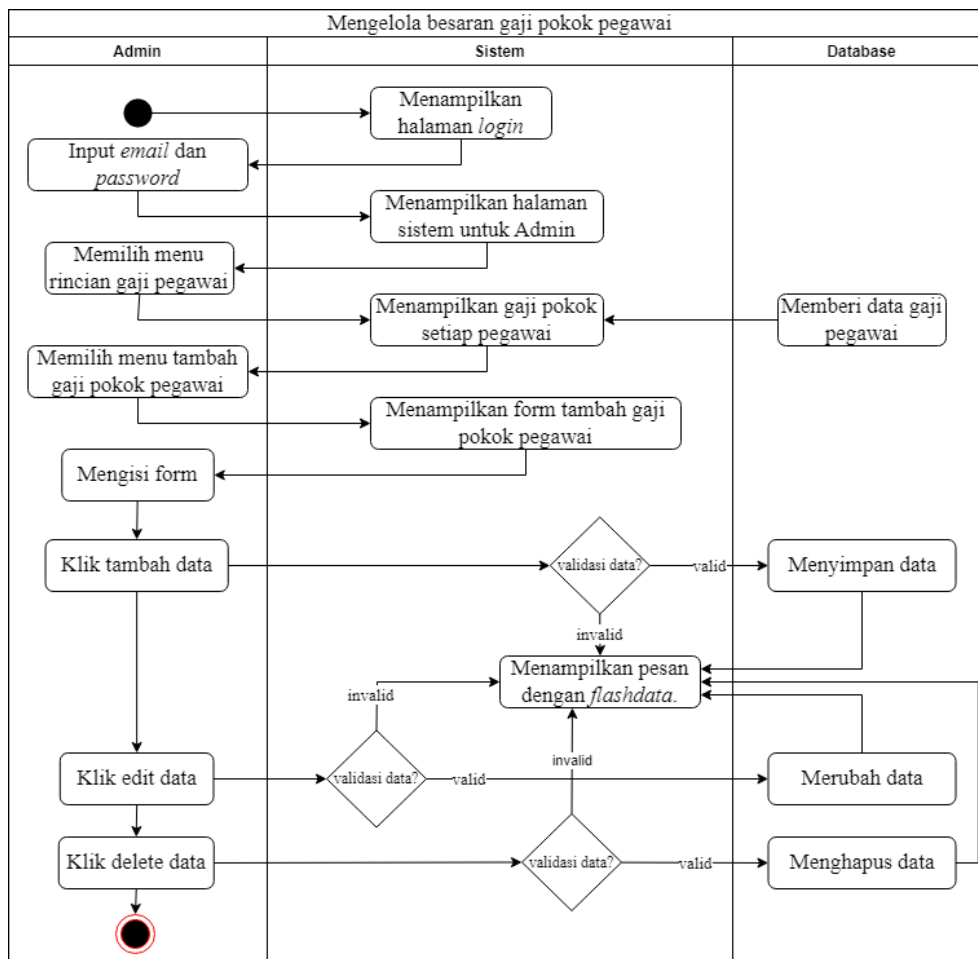 Mengelola besaran gaji pokok pegawai
Admin
Sistem
Database
Menampilkan
halaman login
Input email dan
password
Menampilkan halaman
sistem untuk Admin
Memilih menu
rincian gaji pegawai
Menampilkan gaji pokok
setiap pegawai
Memberi data gaji
pegawai
Memilih menu tambah
gaji pokok pegawai
Menampilkan form tambah gaji
pokok pegawai
Mengisi form
Klik tambah data
validasi data?
valid
Menyimpan data
invalid
Menampilkan pesan
dengan flashdata.
invalid
Klik edit data
validasi data?
valid
invalid
Merubah data
Klik delete data
validasi data?
valid
Menghapus data